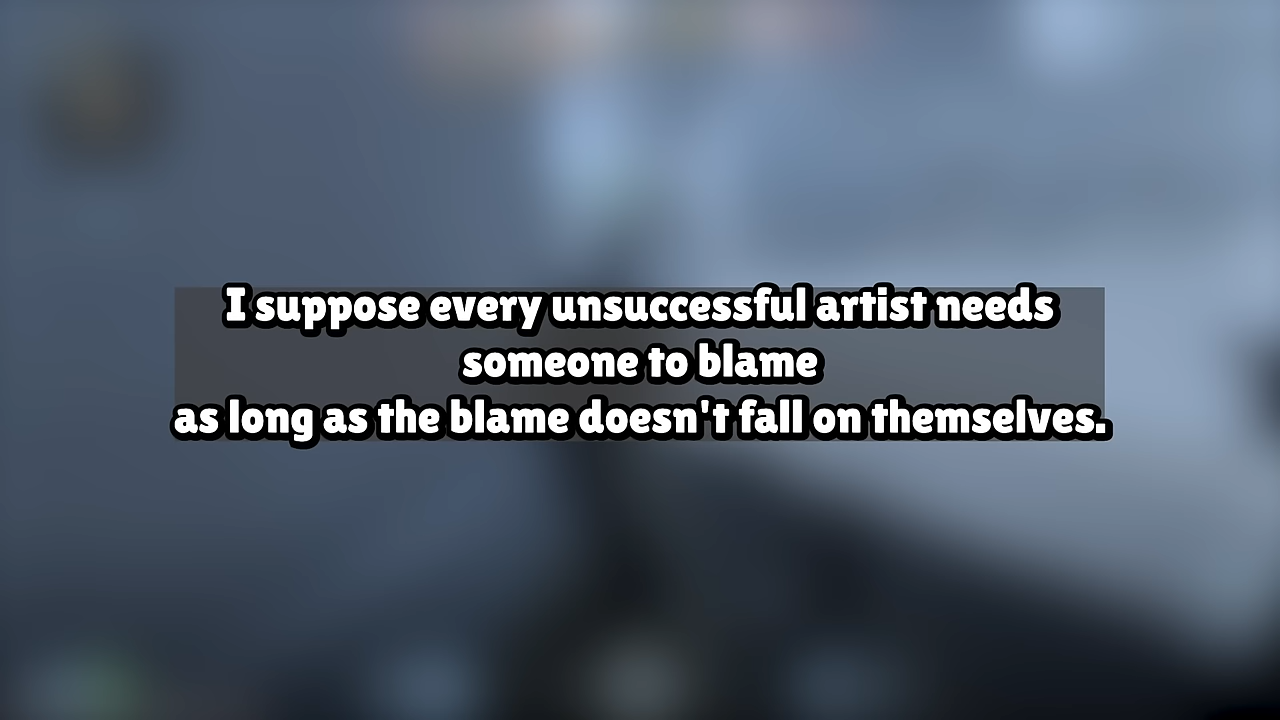 I suppose every unsuccessful artist needs
someone to blame
as long as the blame doesn't fall on themselves.